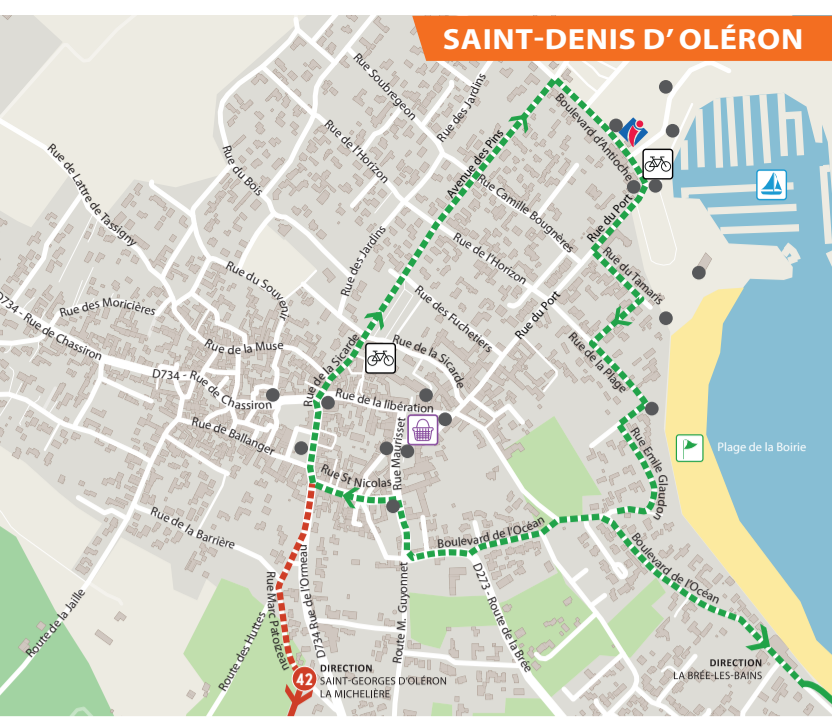 SAINT-DENIS D'OLÉRON
Rue Soubregeon
Rue des Jardins
Boulevard d'Antioche
Rue de l'Horizon
Avenue des Pins
Rue du Bois
Rue de Lattre de Tassigny
Rue Camille Bougnères
Rue du Port
Rue des Jardins
Rue de l'Horizon
Rue du Tamaris
Rue du Souvenir
Rue des Moricières
D734 - Rue de Chassiron
Rue des Fuchetiers
Rue du Port
Rue de la Muse
Rue de la Sicarde
Rue de la Sicarde
Rue de la Plage
D734 - Rue de Chassiron
Rue de la libération
Rue de Ballanger
Rue Maurisset
Rue Emile Glaudon
Plage de la Boirie
Rue St Nicolas
Rue de la Barrière
Boulevard de l'Océan
Boulevard de l'Océan
Rue Marc Patoizeau
D734 Rue de l'Ormeau
Route M. Guyonnet
D273 - Route de la Brée
Route de la Jaille
Route des Huttes
42
DIRECTION
SAINT-GEORGES D'OLÉRON
LA MICHELIÈRE
DIRECTION
LA BRÉE-LES-BAINS